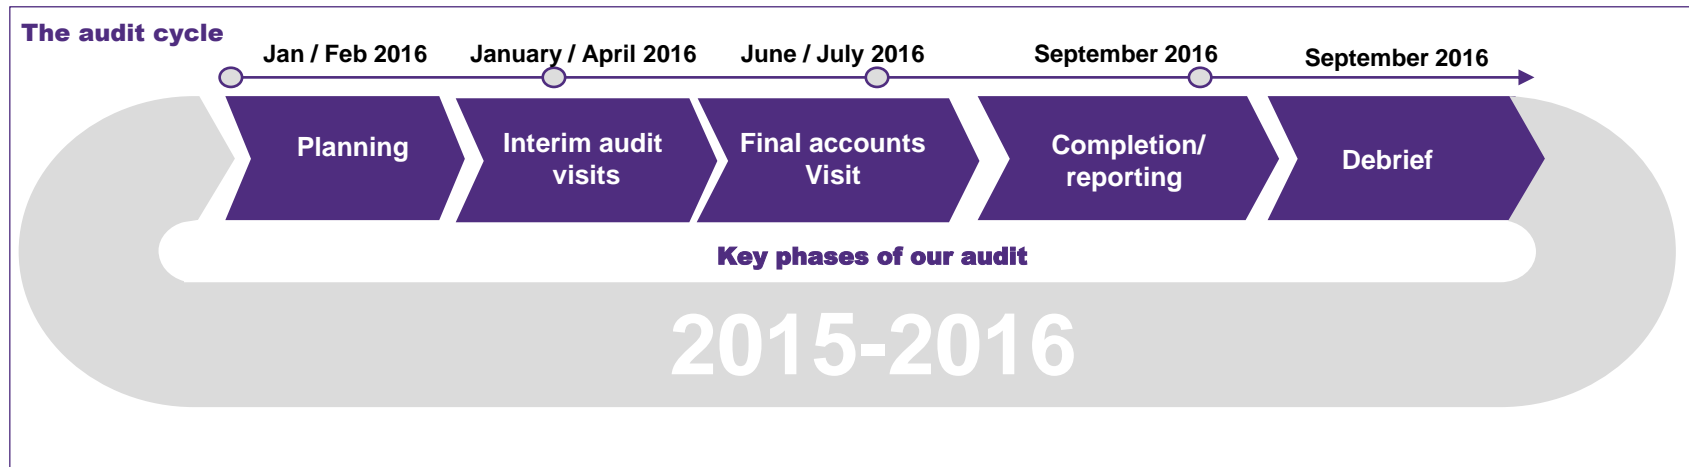 The audit cycle
Jan / Feb 2016
January / April 2016
June / July 2016
September 2016
September 2016
Planning
Interim audit
visits
Final accounts
Visit
Completion/
reporting
Debrief
Key phases of our audit
2015-2016